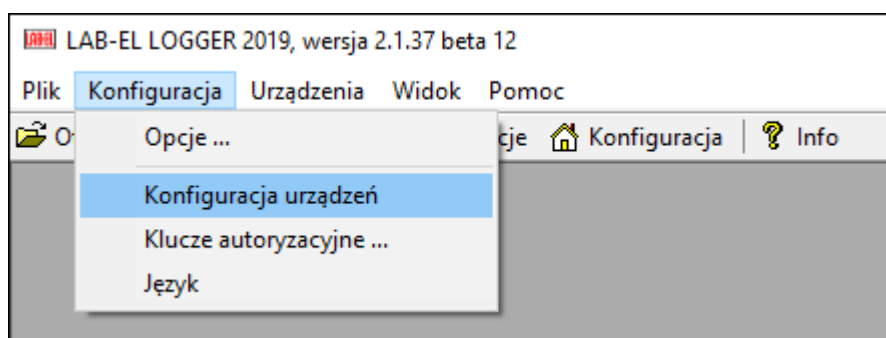 LAB-EL LOGGER 2019, wersja 2.1.37 beta 12
Plik Konfiguracja Urządzenia Widok Pomoc
Konfiguracja Info
Opcje ...
Konfiguracja urządzeń
Klucze autoryzacyjne ...
Język